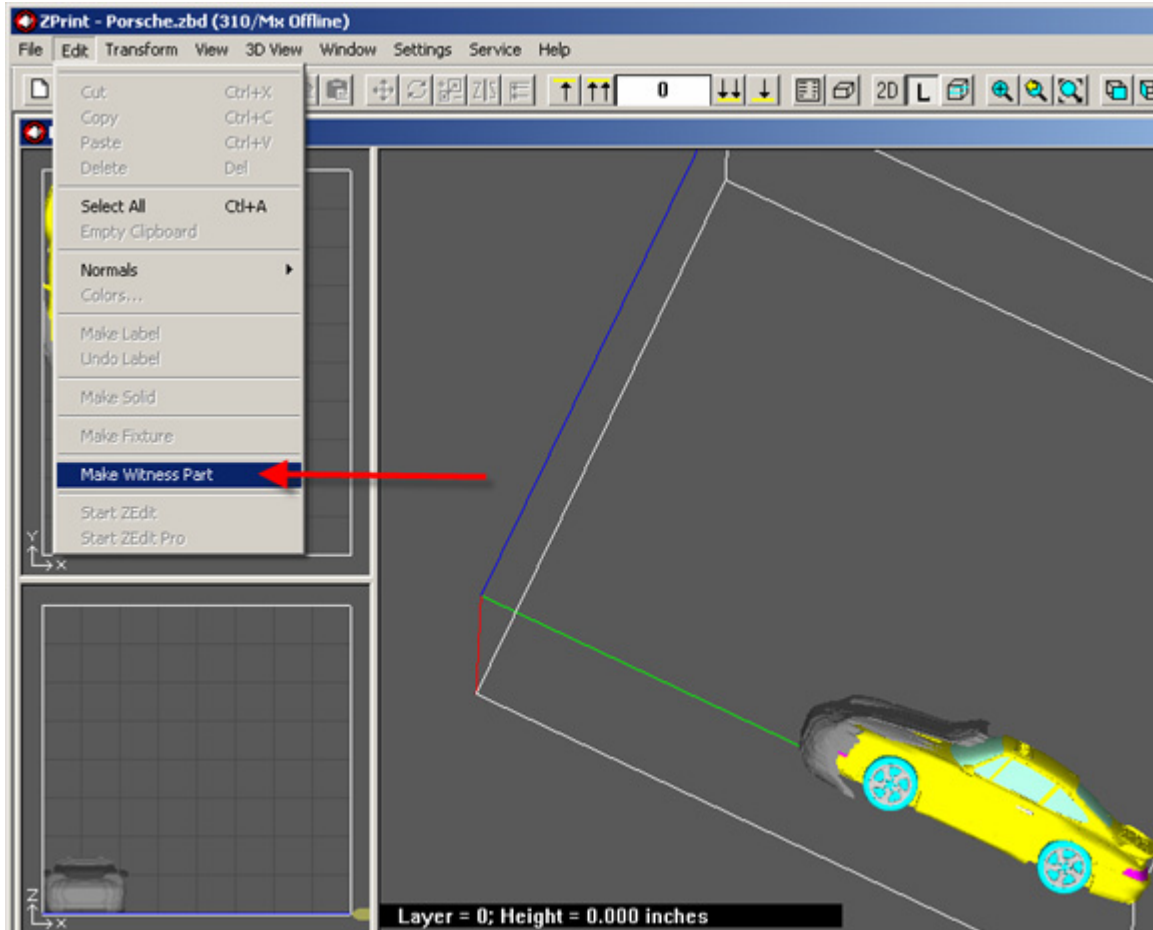 ZPrint - Porsche.zbd (310/Mx Offline)
File Edit Transform View 3D View Window Settings Service Help
0 2D L
Cut Ctrl+X
Copy Ctrl+C
Paste Ctrl+V
Delete Del
Select All Ctl+A
Empty Clipboard
Normals
Colors...
Make Label
Undo Label
Make Solid
Make Fixture
Make Witness Part
Start ZEdit
Start ZEdit Pro
Y
X
Z
X
Layer = 0; Height = 0.000 inches